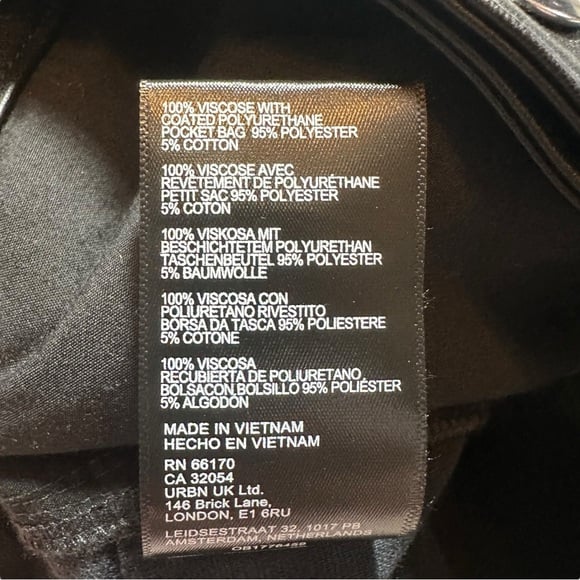 100% VISCOSE WITH
COATED POLYURETHANE
POCKET BAG 95% POLYESTER
5% COTTON
100% VISCOSE AVEC
REVÊTEMENT DE POLYURÉTHANE
PETIT SAC 95% POLYESTER
5% COTON
100% VISKOSA MIT
BESCHICHTETEM POLYURETHAN
TASCHENBEUTEL 95% POLYESTER
5% BAUMWOLLE
100% VISCOSA CON
POLIURETANO RIVESTITO
BORSA DA TASCA 95% POLIESTERE
5% COTONE
100% VISCOSA
RECUBIERTA DE POLIURETANO
BOLSACON BOLSILLO 95% POLIÉSTER
5% ALGODON
MADE IN VIETNAM
HECHO EN VIETNAM
RN 66170
CA 32054
URBN UK Ltd.
146 Brick Lane,
LONDON, E1 6RU
LEIDSESTRAAT 32, 1017 PB
AMSTERDAM, NETHERLANDS